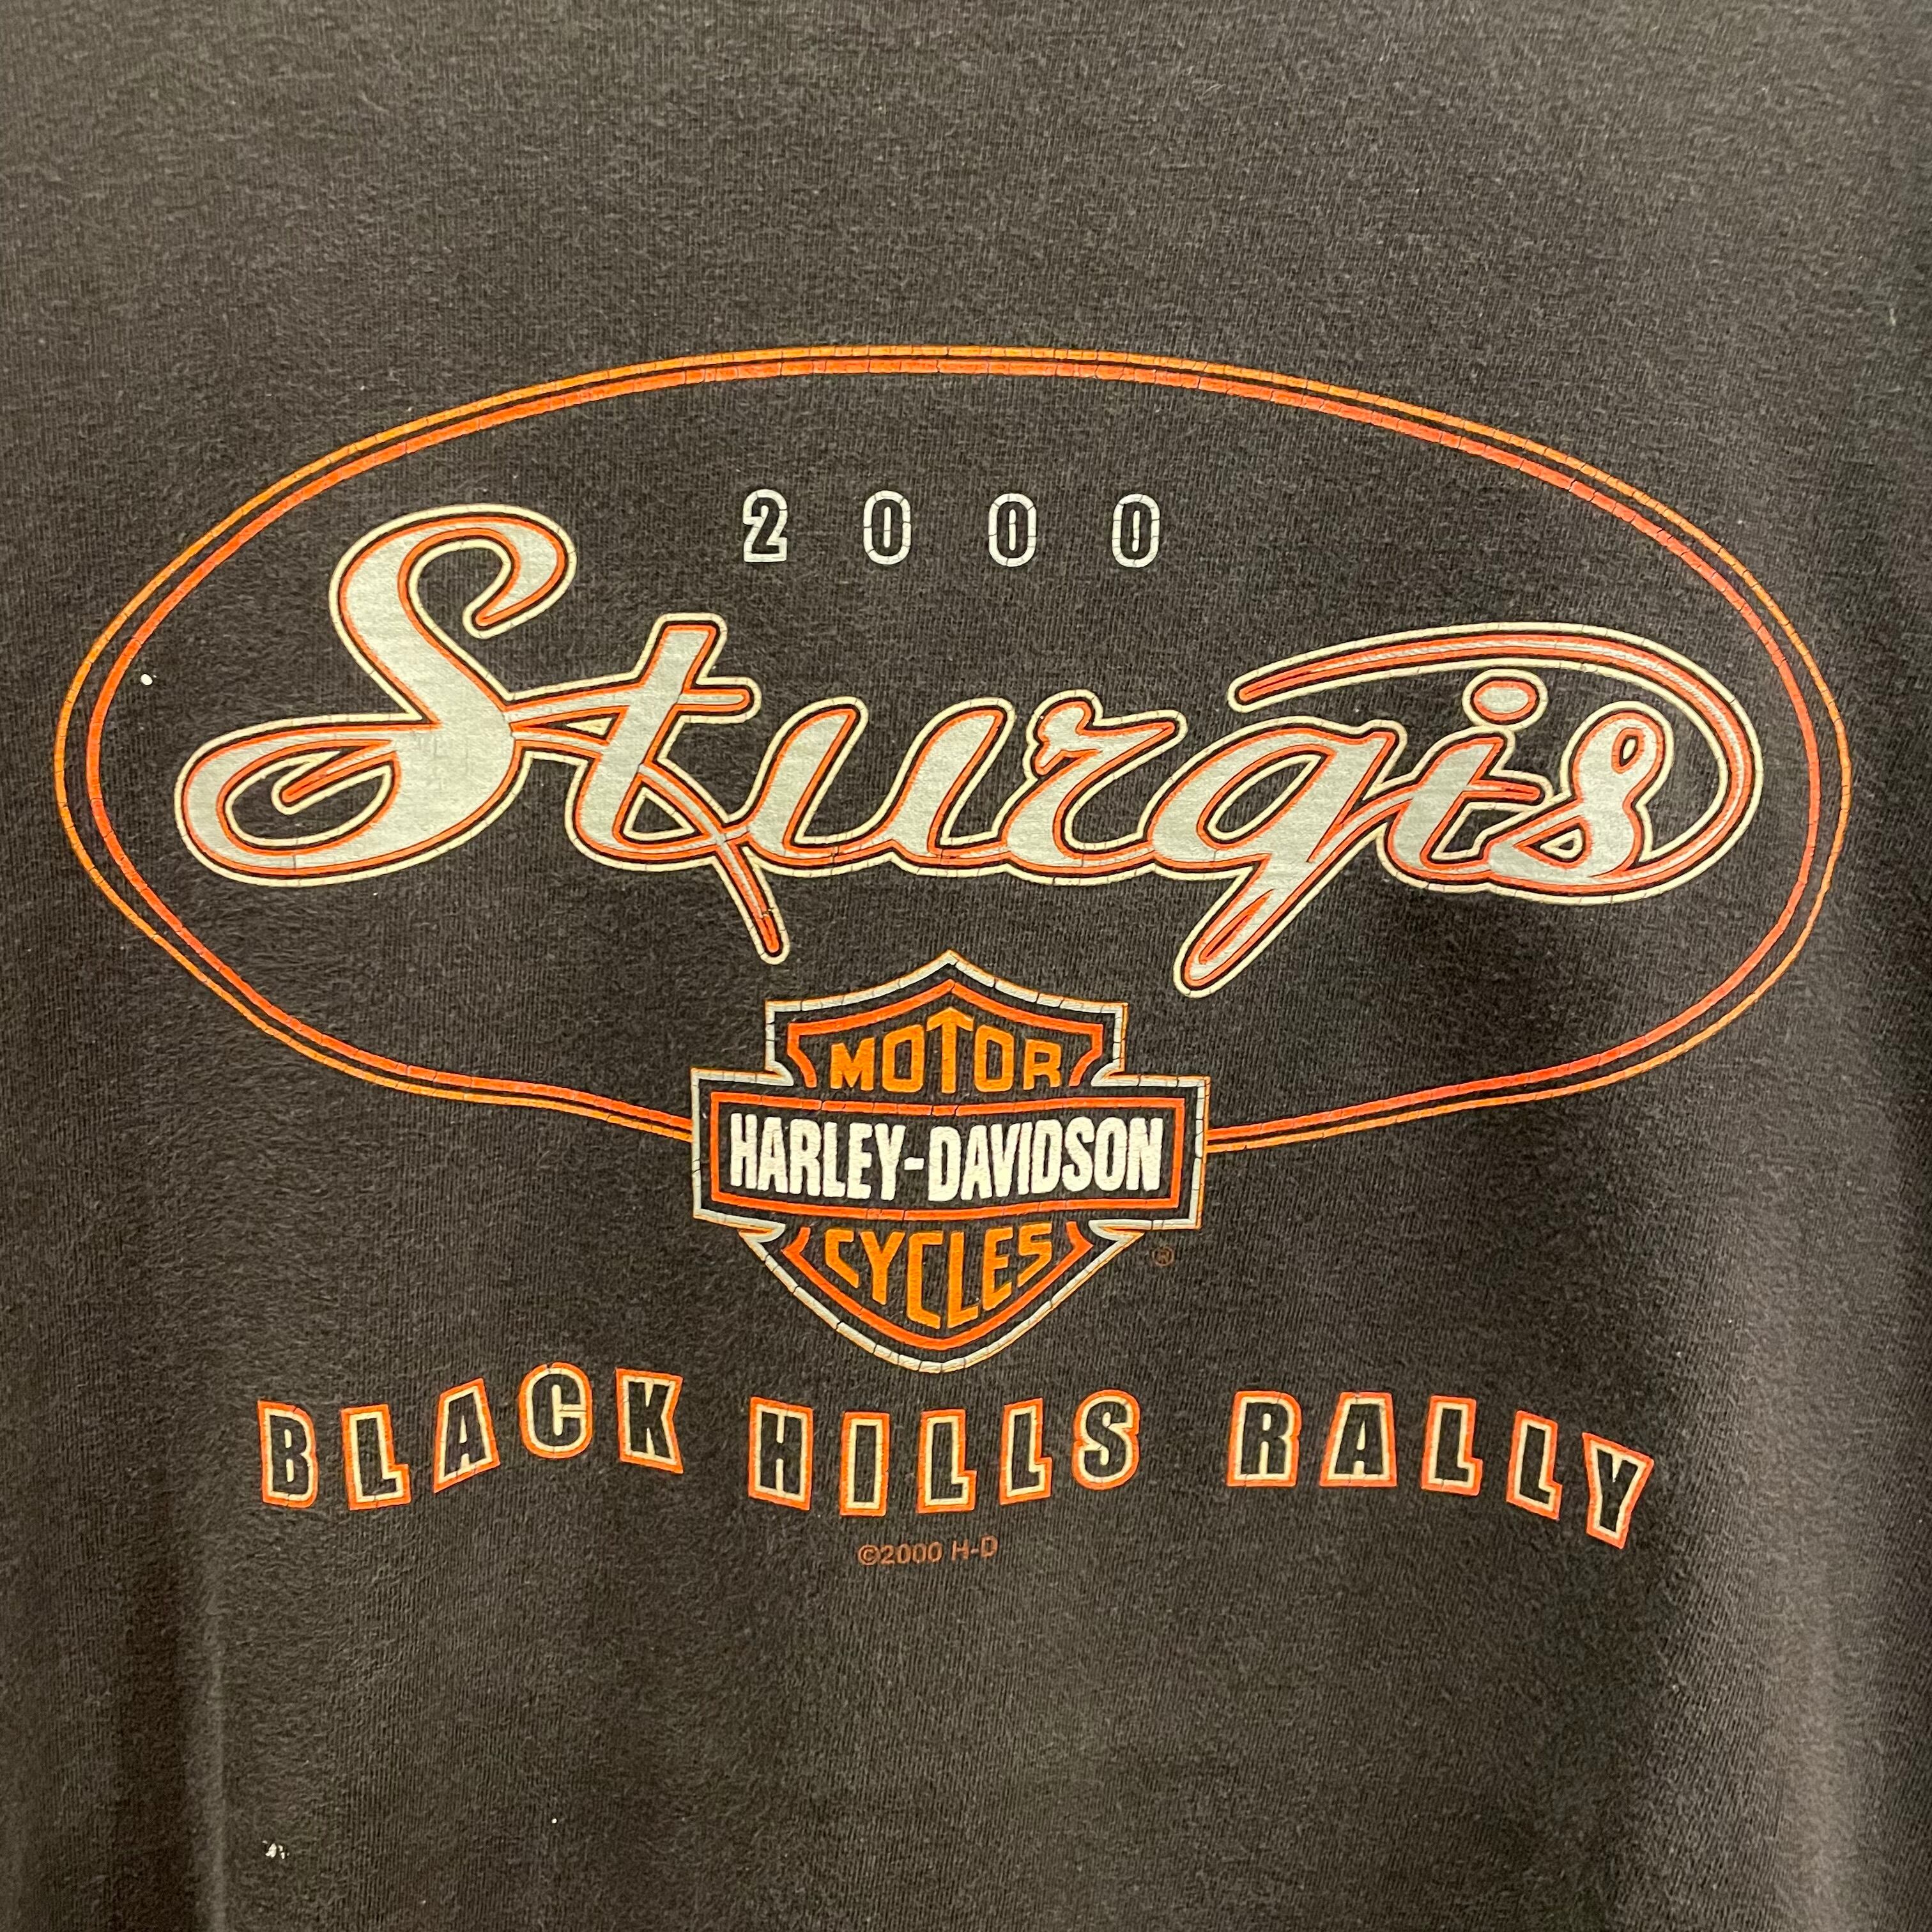 2000
Sturgis
MOTOR
HARLEY-DAVIDSON
CYCLES
®
BLACK HILLS RALLY
©2000 H-D